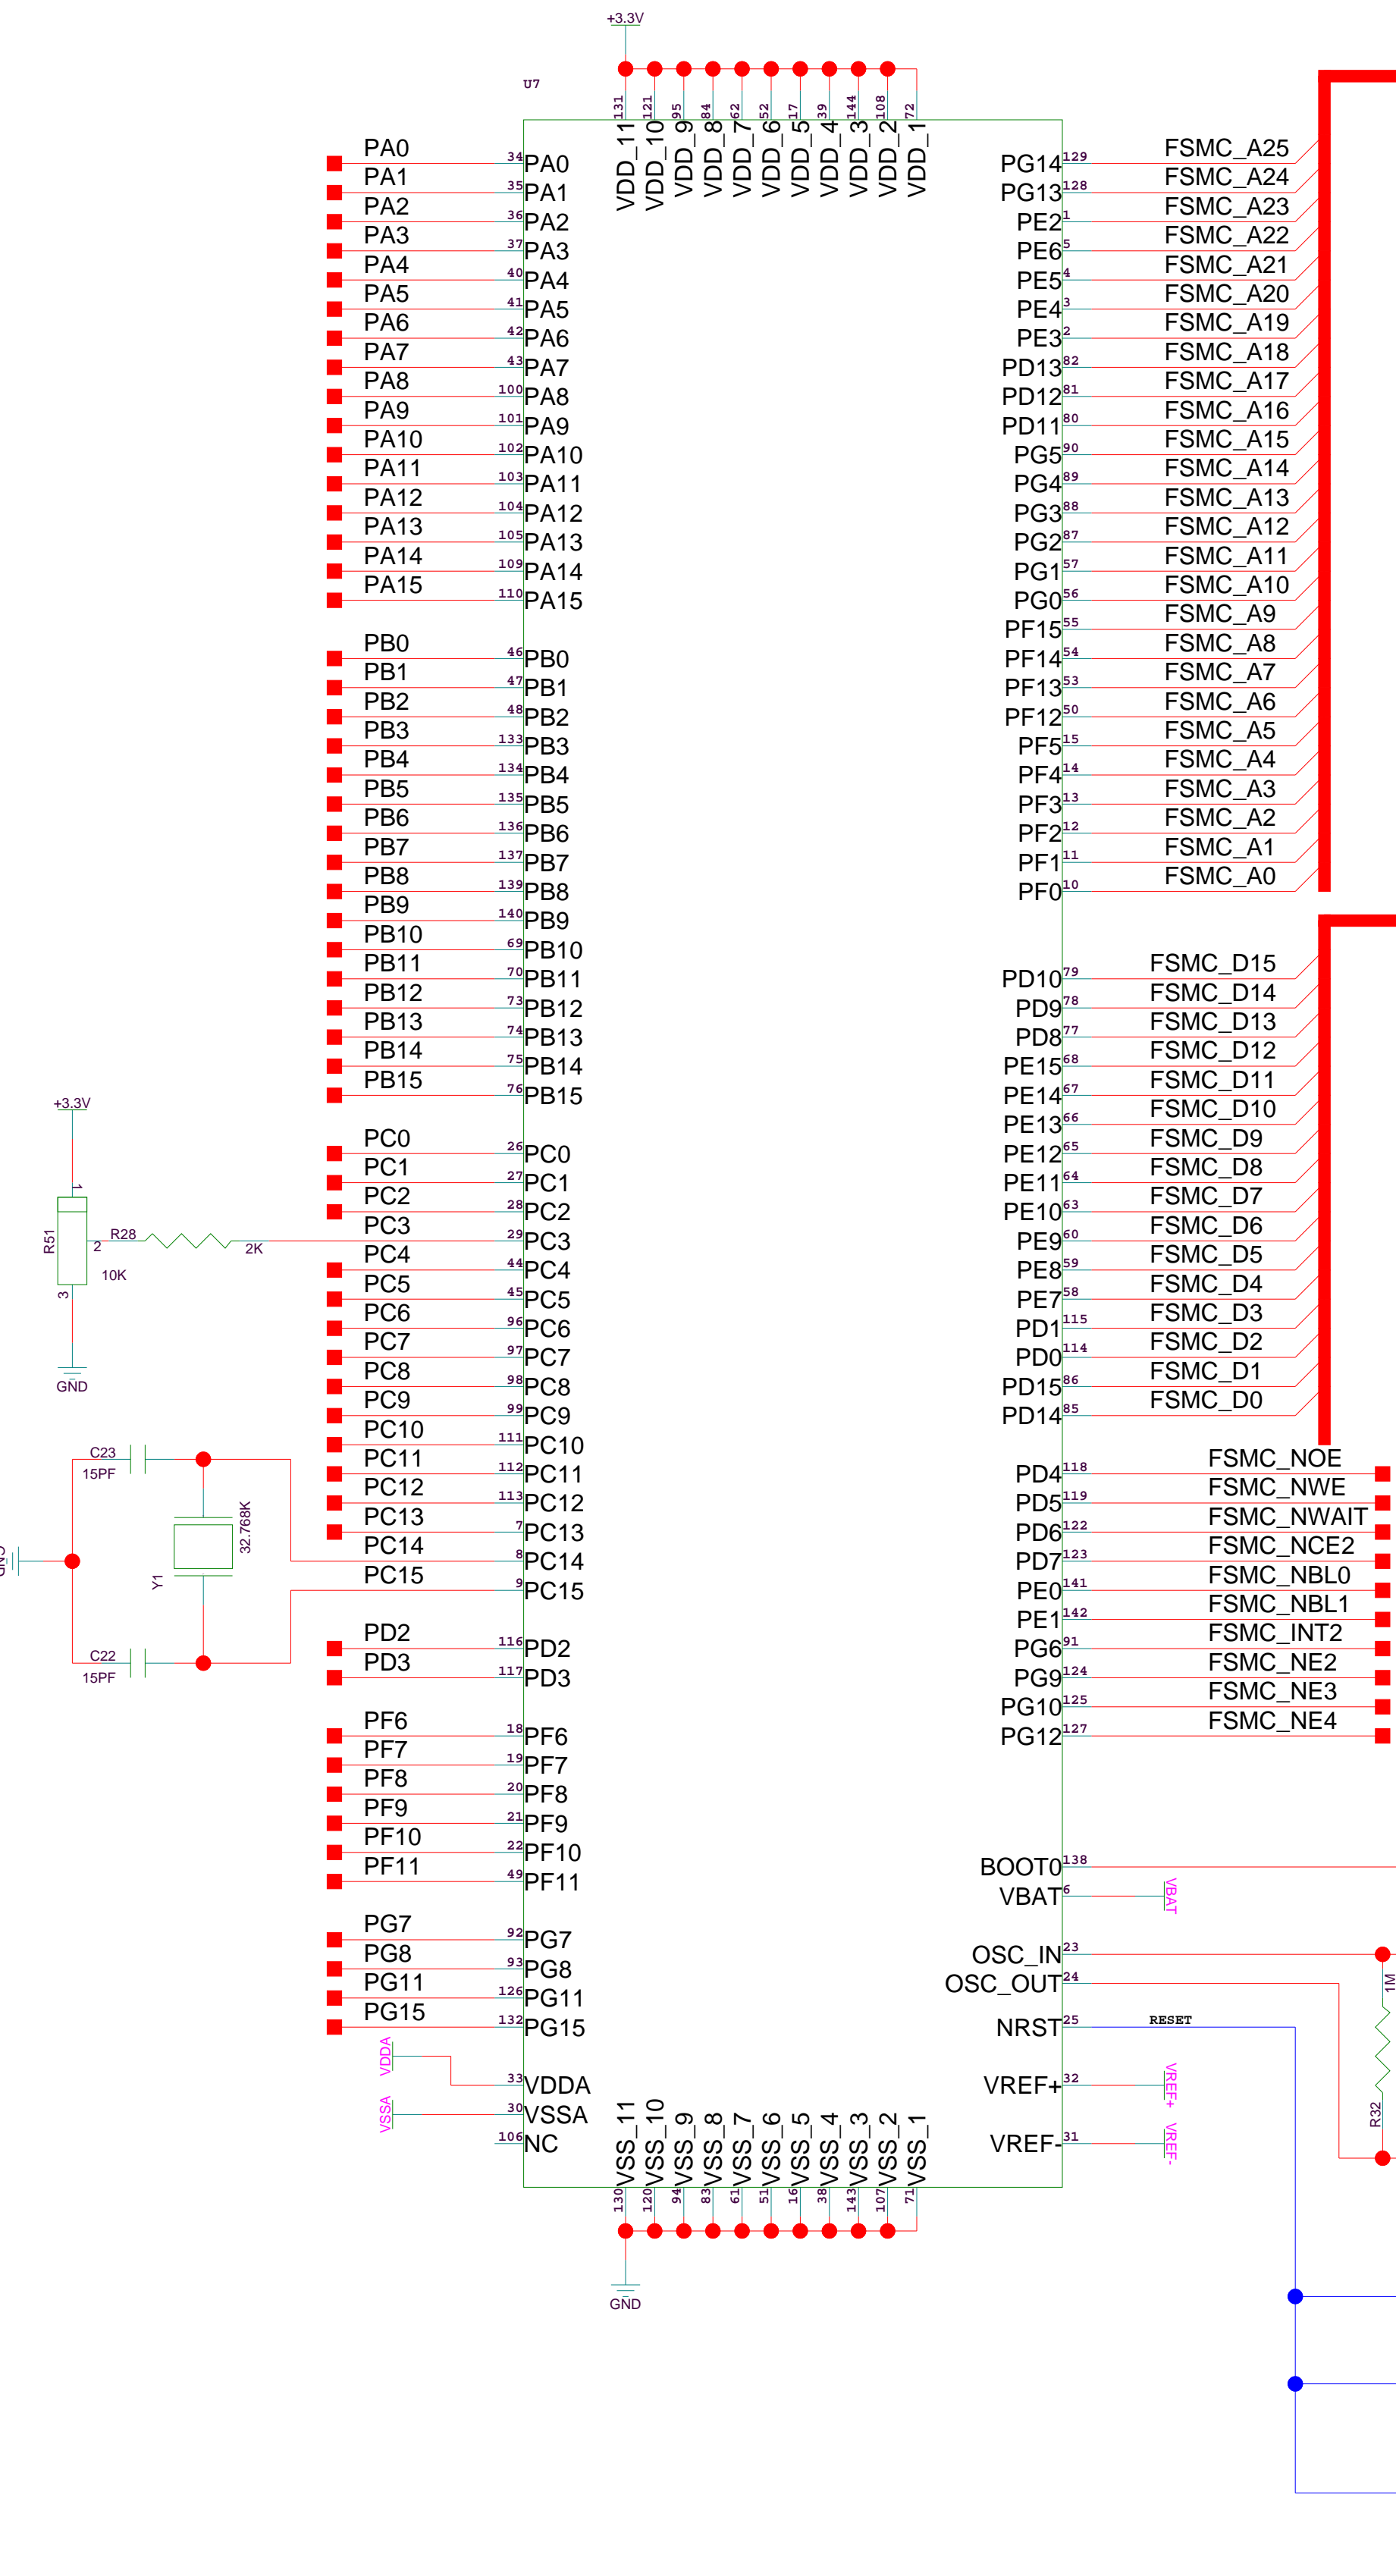 +3.3V
U7
131 121 95 84 62 52 17 39 144 108 72
VDD_11 VDD_10 VDD_9 VDD_8 VDD_7 VDD_6 VDD_5 VDD_4 VDD_3 VDD_2 VDD_1
PA0 34 PA0
PA1 35 PA1
PA2 36 PA2
PA3 37 PA3
PA4 40 PA4
PA5 41 PA5
PA6 42 PA6
PA7 43 PA7
PA8 100 PA8
PA9 101 PA9
PA10 102 PA10
PA11 103 PA11
PA12 104 PA12
PA13 105 PA13
PA14 109 PA14
PA15 110 PA15
PB0 46 PB0
PB1 47 PB1
PB2 48 PB2
PB3 133 PB3
PB4 134 PB4
PB5 135 PB5
PB6 136 PB6
PB7 137 PB7
PB8 139 PB8
PB9 140 PB9
PB10 69 PB10
PB11 70 PB11
PB12 73 PB12
PB13 74 PB13
PB14 75 PB14
PB15 76 PB15
PC0 26 PC0
PC1 27 PC1
PC2 28 PC2
PC3 29 PC3
PC4 44 PC4
PC5 45 PC5
PC6 96 PC6
PC7 97 PC7
PC8 98 PC8
PC9 99 PC9
PC10 111 PC10
PC11 112 PC11
PC12 113 PC12
PC13 7 PC13
PC14 8 PC14
PC15 9 PC15
PD2 116 PD2
PD3 117 PD3
PF6 18 PF6
PF7 19 PF7
PF8 20 PF8
PF9 21 PF9
PF10 22 PF10
PF11 49 PF11
PG7 92 PG7
PG8 93 PG8
PG11 126 PG11
PG15 132 PG15
VDDA 33 VDDA
VSSA 30 VSSA
106 NC
+3.3V
1
R51
2
10K
3
GND
R28
2K
C23
15PF
32.768K
Y1
GND
C22
15PF
PG14 129 FSMC_A25
PG13 128 FSMC_A24
PE2 1 FSMC_A23
PE6 5 FSMC_A22
PE5 4 FSMC_A21
PE4 3 FSMC_A20
PE3 2 FSMC_A19
PD13 82 FSMC_A18
PD12 81 FSMC_A17
PD11 80 FSMC_A16
PG5 90 FSMC_A15
PG4 89 FSMC_A14
PG3 88 FSMC_A13
PG2 87 FSMC_A12
PG1 57 FSMC_A11
PG0 56 FSMC_A10
PF15 55 FSMC_A9
PF14 54 FSMC_A8
PF13 53 FSMC_A7
PF12 50 FSMC_A6
PF5 15 FSMC_A5
PF4 14 FSMC_A4
PF3 13 FSMC_A3
PF2 12 FSMC_A2
PF1 11 FSMC_A1
PF0 10 FSMC_A0
PD10 79 FSMC_D15
PD9 78 FSMC_D14
PD8 77 FSMC_D13
PE15 68 FSMC_D12
PE14 67 FSMC_D11
PE13 66 FSMC_D10
PE12 65 FSMC_D9
PE11 64 FSMC_D8
PE10 63 FSMC_D7
PE9 60 FSMC_D6
PE8 59 FSMC_D5
PE7 58 FSMC_D4
PD1 115 FSMC_D3
PD0 114 FSMC_D2
PD15 86 FSMC_D1
PD14 85 FSMC_D0
PD4 118 FSMC_NOE
PD5 119 FSMC_NWE
PD6 122 FSMC_NWAIT
PD7 123 FSMC_NCE2
PE0 141 FSMC_NBL0
PE1 142 FSMC_NBL1
PG6 91 FSMC_INT2
PG9 124 FSMC_NE2
PG10 125 FSMC_NE3
PG12 127 FSMC_NE4
BOOT0 138
VBAT 6 VBAT
OSC_IN 23
OSC_OUT 24
NRST 25 RESET
VREF+ 32 VREF+
VREF- 31 VREF-
1M
R32
VSS_11 VSS_10 VSS_9 VSS_8 VSS_7 VSS_6 VSS_5 VSS_4 VSS_3 VSS_2 VSS_1
130 120 94 83 61 51 16 38 143 107 71
GND